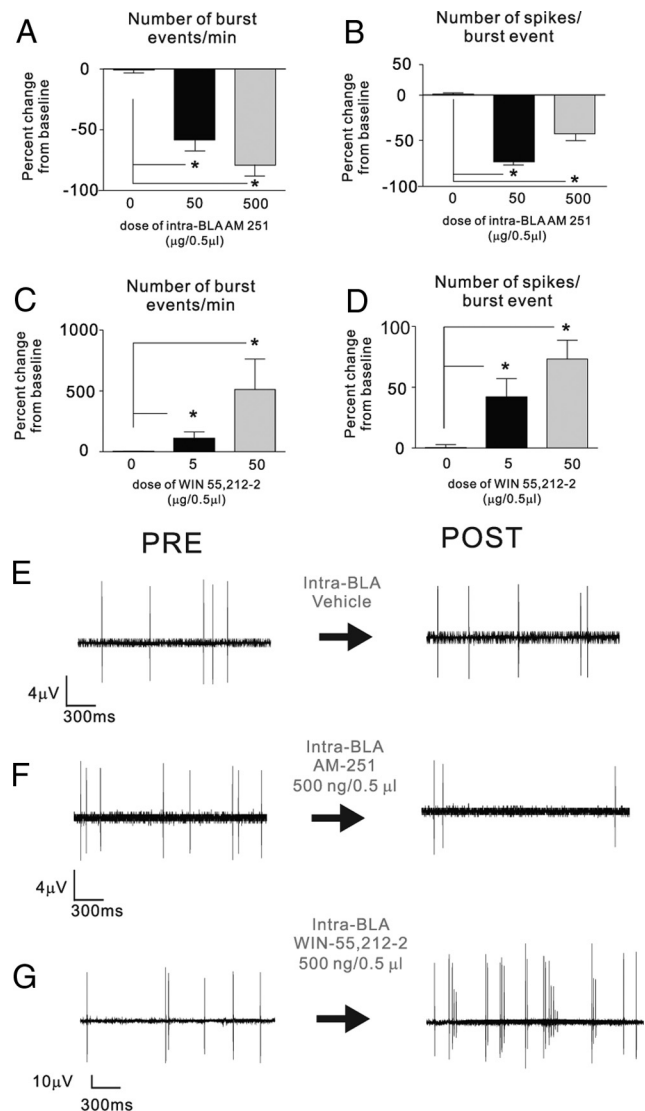 A
Number of burst
events/min
Percent change
from baseline
0
-50
-100
*
*
0 50 500
dose of intra-BLA AM 251
(μg/0.5μl)
B
Number of spikes/
burst event
Percent change
from baseline
50
0
-50
-100
*
*
0 50 500
dose of intra-BLA AM 251
(μg/0.5μl)
C
Number of burst
events/min
Percent change
from baseline
1000
500
0
*
*
0 5 50
dose of WIN 55,212-2
(μg/0.5μl)
D
Number of spikes/
burst event
Percent change
from baseline
100
50
0
*
*
0 5 50
dose of WIN 55,212-2
(μg/0.5μl)
PRE
POST
E
Intra-BLA
Vehicle
4μV
300ms
F
Intra-BLA
AM-251
500 ng/0.5 μl
4μV
300ms
G
Intra-BLA
WIN-55,212-2
500 ng/0.5 μl
10μV
300ms